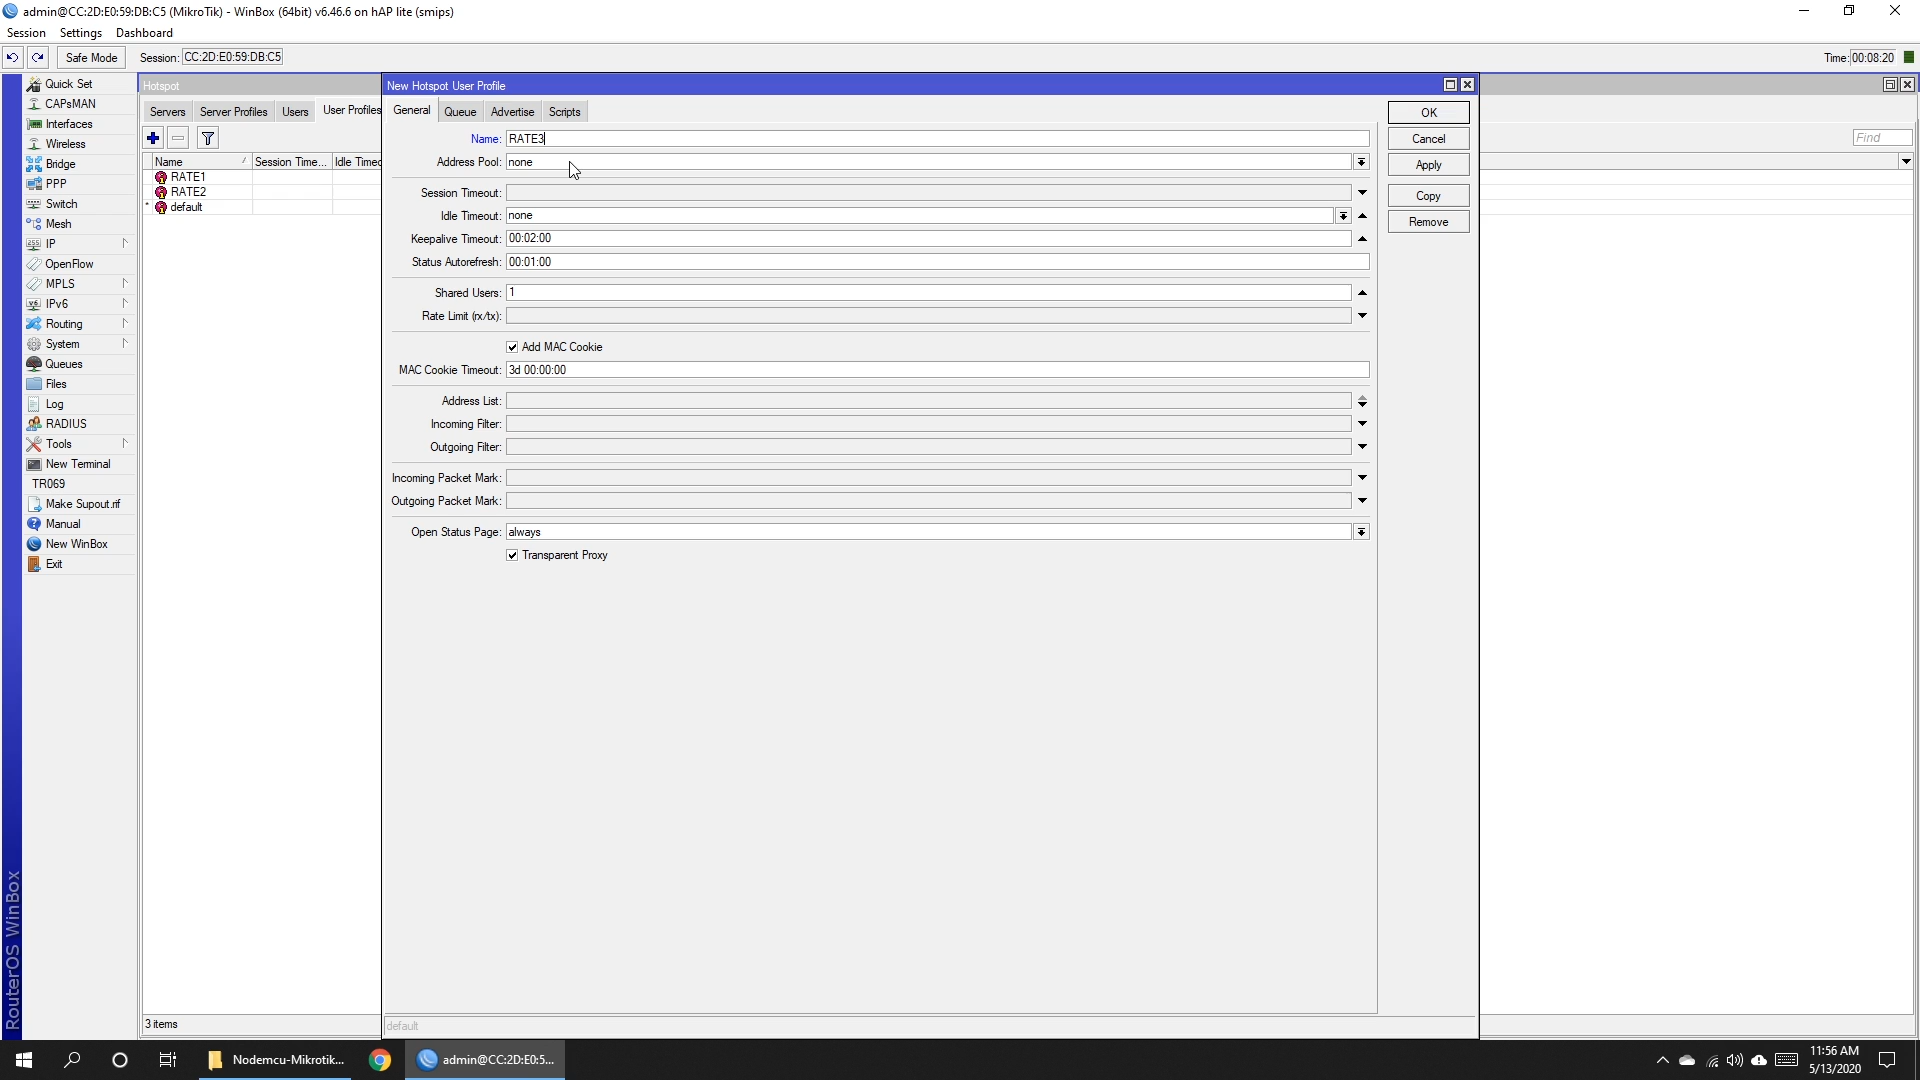 admin@CC:2D:E0:59:DB:C5 (MikroTik) - WinBox (64bit) v6.46.6 on hAP lite (smips)
Session Settings Dashboard
Safe Mode Session: CC:2D:E0:59:DB:C5 Time: 00:08:20
Quick Set
CAPsMAN
Interfaces
Wireless
Bridge
PPP
Switch
Mesh
IP
OpenFlow
MPLS
IPv6
Routing
System
Queues
Files
Log
RADIUS
Tools
New Terminal
TR069
Make Supout.rif
Manual
New WinBox
Exit
RouterOS WinBox
Hotspot
Servers Server Profiles Users User Profiles
Find
Name Session Time... Idle Timeo
RATE1
RATE2
* default
3 items
New Hotspot User Profile
General Queue Advertise Scripts
Name: RATE3
Address Pool: none
Session Timeout:
Idle Timeout: none
Keepalive Timeout: 00:02:00
Status Autorefresh: 00:01:00
Shared Users: 1
Rate Limit (rx/tx):
Add MAC Cookie
MAC Cookie Timeout: 3d 00:00:00
Address List:
Incoming Filter:
Outgoing Filter:
Incoming Packet Mark:
Outgoing Packet Mark:
Open Status Page: always
Transparent Proxy
default
OK
Cancel
Apply
Copy
Remove
Nodemcu-Mikrotik... admin@CC:2D:E0:5...
11:56 AM
5/13/2020